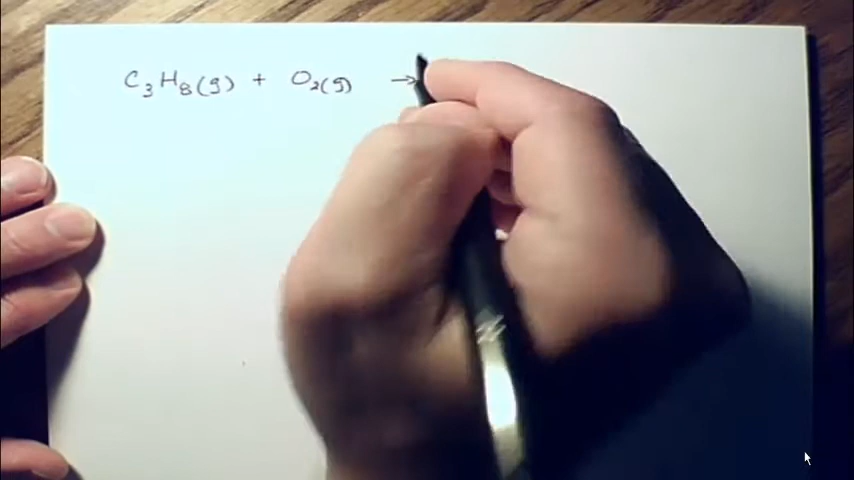 C₃H₈(g) + O₂(g) →